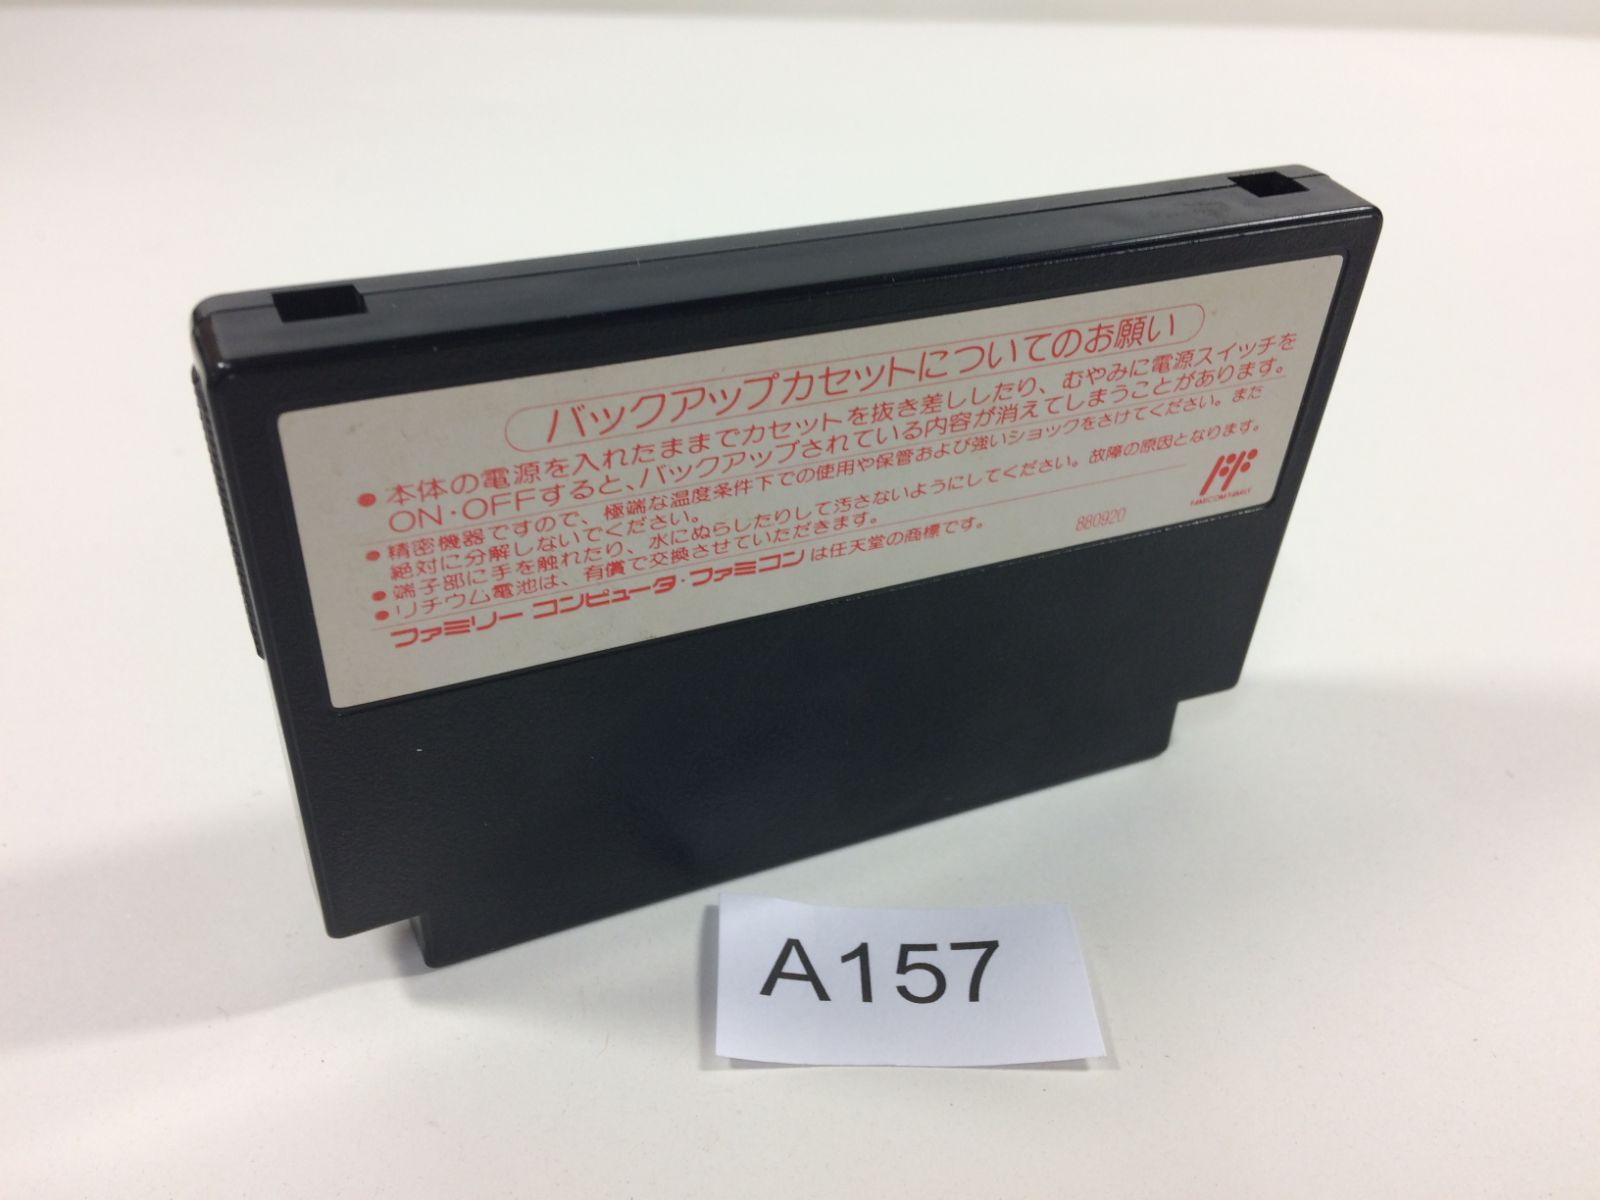 バックアップカセットについてのお願い
● 本体の電源を入れたままでカセットを抜き差ししたり、むやみに電源スイッチを
ON・OFFすると、バックアップされている内容が消えてしまうことがあります。
● 精密機器ですので、極端な温度条件下での使用や保管および強いショックをさけてください。また
絶対に分解しないでください。
● 端子部に手を触れたり、水にぬらしたりして汚さないようにしてください。故障の原因となります。
● リチウム電池は、有償で交換させていただきます。
ファミリーコンピュータ・ファミコンは任天堂の商標です。
880920
FAMICOM FAMILY
A157